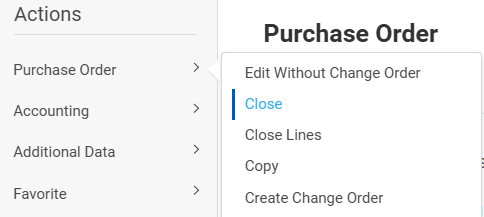 Actions
Purchase Order
Accounting
Additional Data
Favorite
Purchase Order
Edit Without Change Order
Close
Close Lines
Copy
Create Change Order